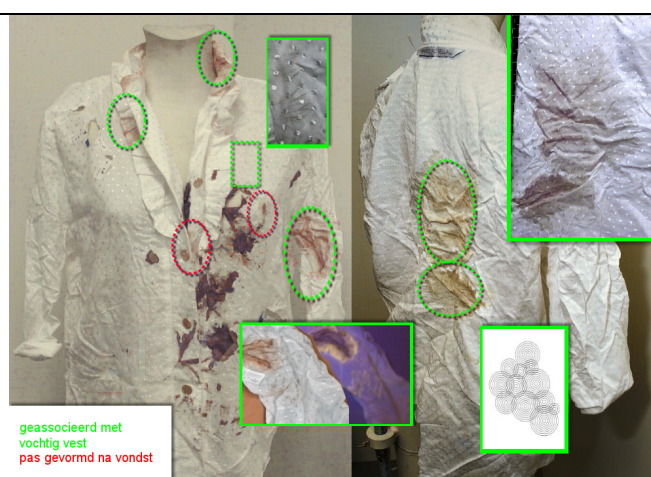 geassocieerd met
vochtig vest
pas gevormd na vondst